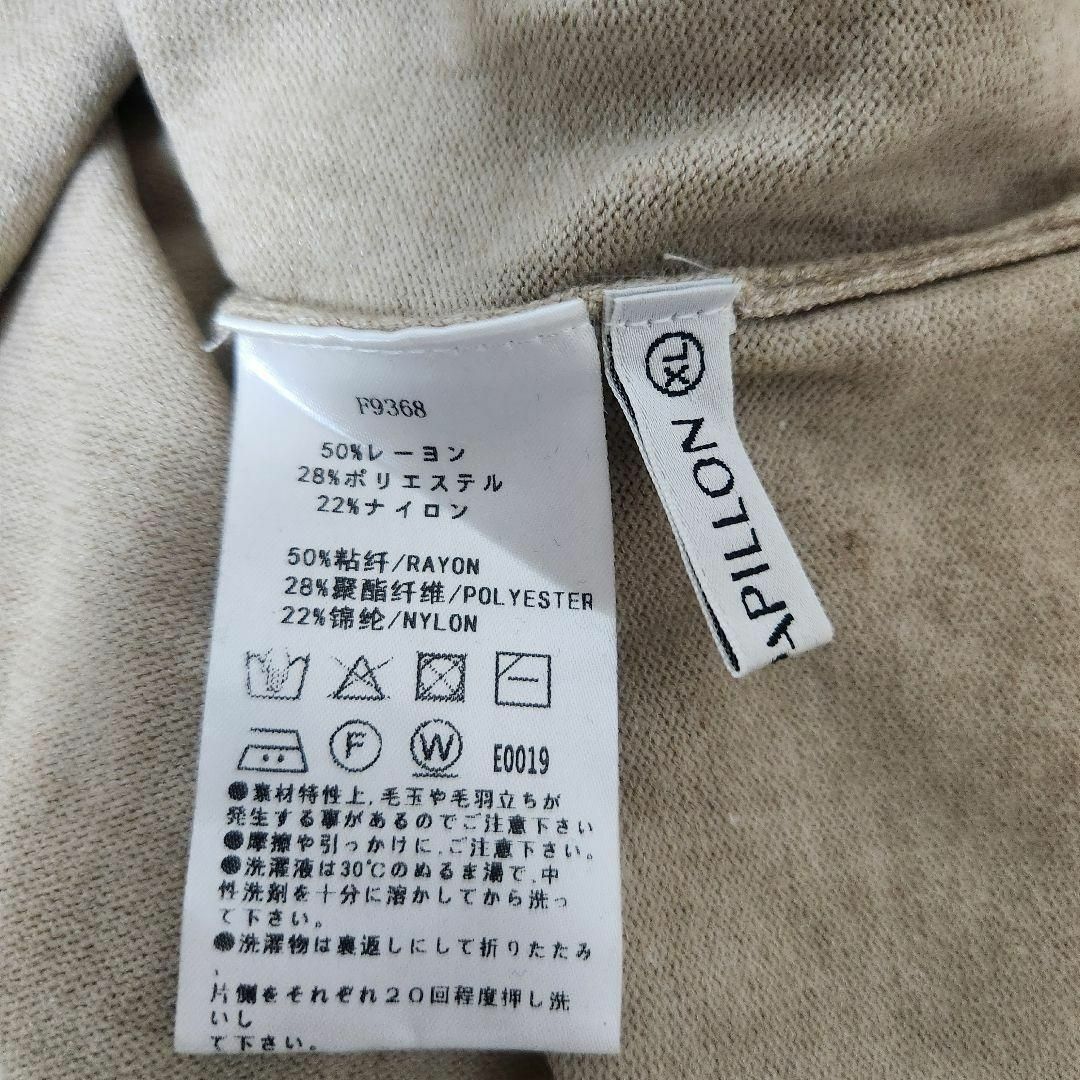 F9368
50%レーヨン
28%ポリエステル
22%ナイロン
50%粘纤/RAYON
28%聚酯纤维/POLYESTER
22%锦纶/NYLON
F
W
E0019
●素材特性上,毛玉や毛羽立ちが
発生する事があるのでご注意下さい
●摩擦や引っかけに,ご注意下さい。
●洗濯液は30℃のぬるま湯で,中
性洗剤を十分に溶かしてから洗っ
て下さい。
●洗濯物は裏返しにして折りたたみ
,
片側をそれぞれ20回程度押し洗
いし
て下さい。
XL
APILLON